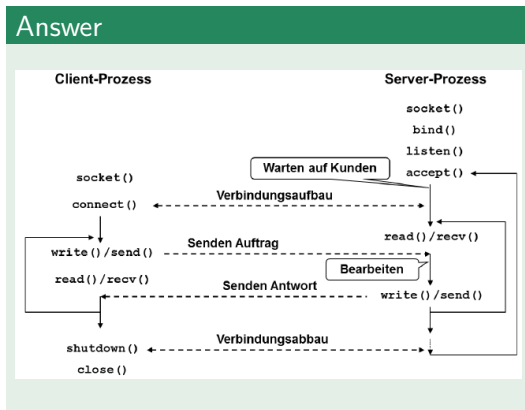 Answer
Client-Prozess
Server-Prozess
socket()
bind()
listen()
Warten auf Kunden
accept()
socket()
Verbindungsaufbau
connect()
read()/recv()
Senden Auftrag
write()/send()
Bearbeiten
read()/recv()
Senden Antwort
write()/send()
Verbindungsabbau
shutdown()
close()